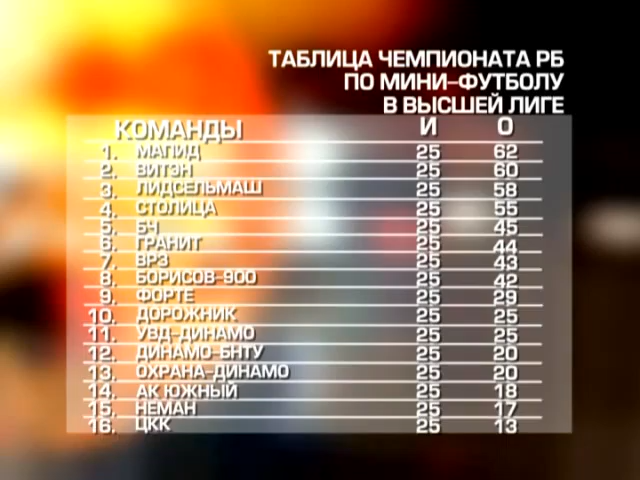 ТАБЛИЦА ЧЕМПИОНАТА РБ
ПО МИНИ-ФУТБОЛУ
В ВЫСШЕЙ ЛИГЕ
КОМАНДЫ И О
1. МАПИД 25 62
2. ВИТЭН 25 60
3. ЛИДСЕЛЬМАШ 25 58
4. СТОЛИЦА 25 55
5. БЧ 25 45
6. ГРАНИТ 25 44
7. ВРЗ 25 43
8. БОРИСОВ-900 25 42
9. ФОРТЕ 25 29
10. ДОРОЖНИК 25 25
11. УВД-ДИНАМО 25 25
12. ДИНАМО-БНТУ 25 20
13. ОХРАНА-ДИНАМО 25 20
14. АК ЮЖНЫЙ 25 18
15. НЕМАН 25 17
16. ЦКК 25 13